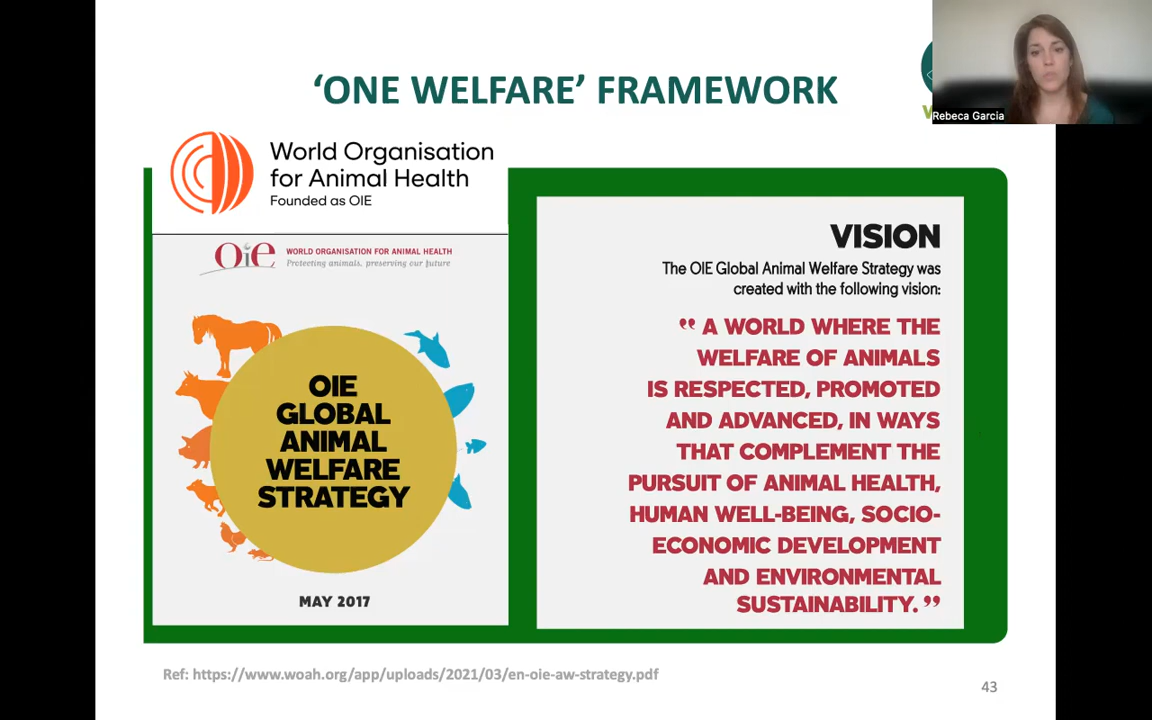 ‘ONE WELFARE’ FRAMEWORK
Rebeca Garcia
World Organisation
for Animal Health
Founded as OIE
OiE WORLD ORGANISATION FOR ANIMAL HEALTH
Protecting animals, preserving our future
OIE
GLOBAL
ANIMAL
WELFARE
STRATEGY
MAY 2017
VISION
The OIE Global Animal Welfare Strategy was
created with the following vision:
❞ A WORLD WHERE THE
WELFARE OF ANIMALS
IS RESPECTED, PROMOTED
AND ADVANCED, IN WAYS
THAT COMPLEMENT THE
PURSUIT OF ANIMAL HEALTH,
HUMAN WELL-BEING, SOCIO-
ECONOMIC DEVELOPMENT
AND ENVIRONMENTAL
SUSTAINABILITY. ❞
Ref: https://www.woah.org/app/uploads/2021/03/en-oie-aw-strategy.pdf
43